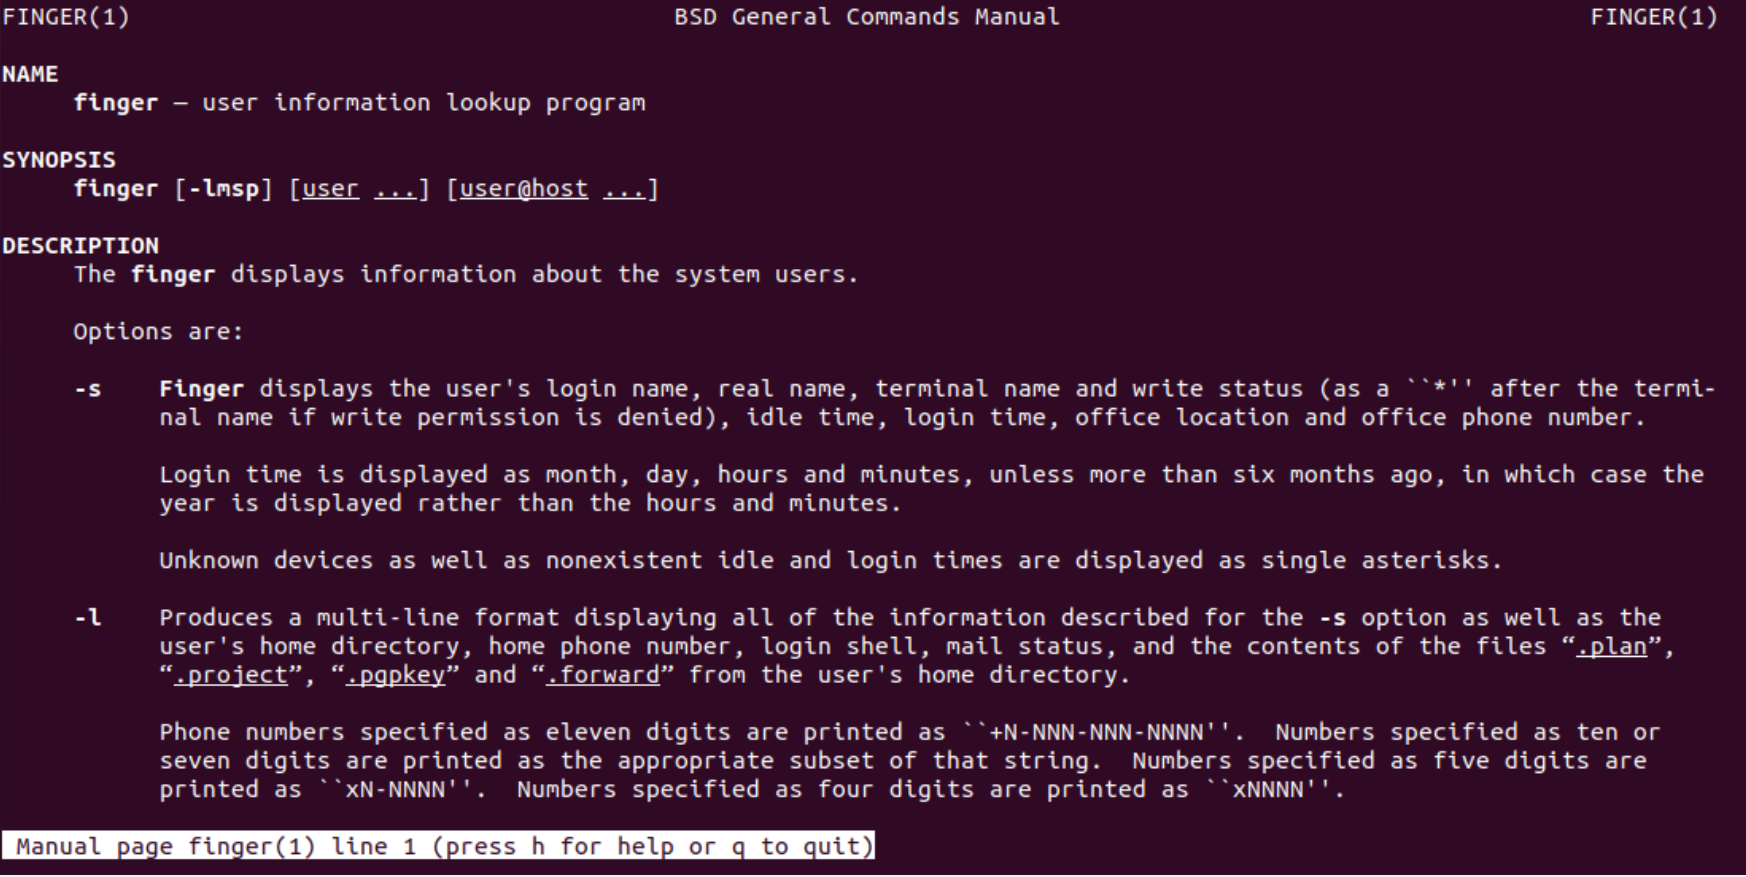 FINGER(1) BSD General Commands Manual FINGER(1)
NAME
finger — user information lookup program
SYNOPSIS
finger [-lmsp] [user ...] [user@host ...]
DESCRIPTION
The finger displays information about the system users.
Options are:
-s Finger displays the user's login name, real name, terminal name and write status (as a ``*'' after the termi-
nal name if write permission is denied), idle time, login time, office location and office phone number.
Login time is displayed as month, day, hours and minutes, unless more than six months ago, in which case the
year is displayed rather than the hours and minutes.
Unknown devices as well as nonexistent idle and login times are displayed as single asterisks.
-l Produces a multi-line format displaying all of the information described for the -s option as well as the
user's home directory, home phone number, login shell, mail status, and the contents of the files “.plan”,
“.project”, “.pgpkey” and “.forward” from the user's home directory.
Phone numbers specified as eleven digits are printed as ``+N-NNN-NNN-NNNN''. Numbers specified as ten or
seven digits are printed as the appropriate subset of that string. Numbers specified as five digits are
printed as ``xN-NNNN''. Numbers specified as four digits are printed as ``xNNNN''.
Manual page finger(1) line 1 (press h for help or q to quit)